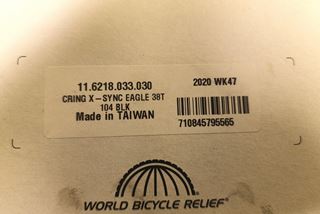 11.6218.033.030
2020 WK47
CRING X-SYNC EAGLE 38T
104 BLK
Made in TAIWAN
710845795565
WORLD BICYCLE RELIEF®